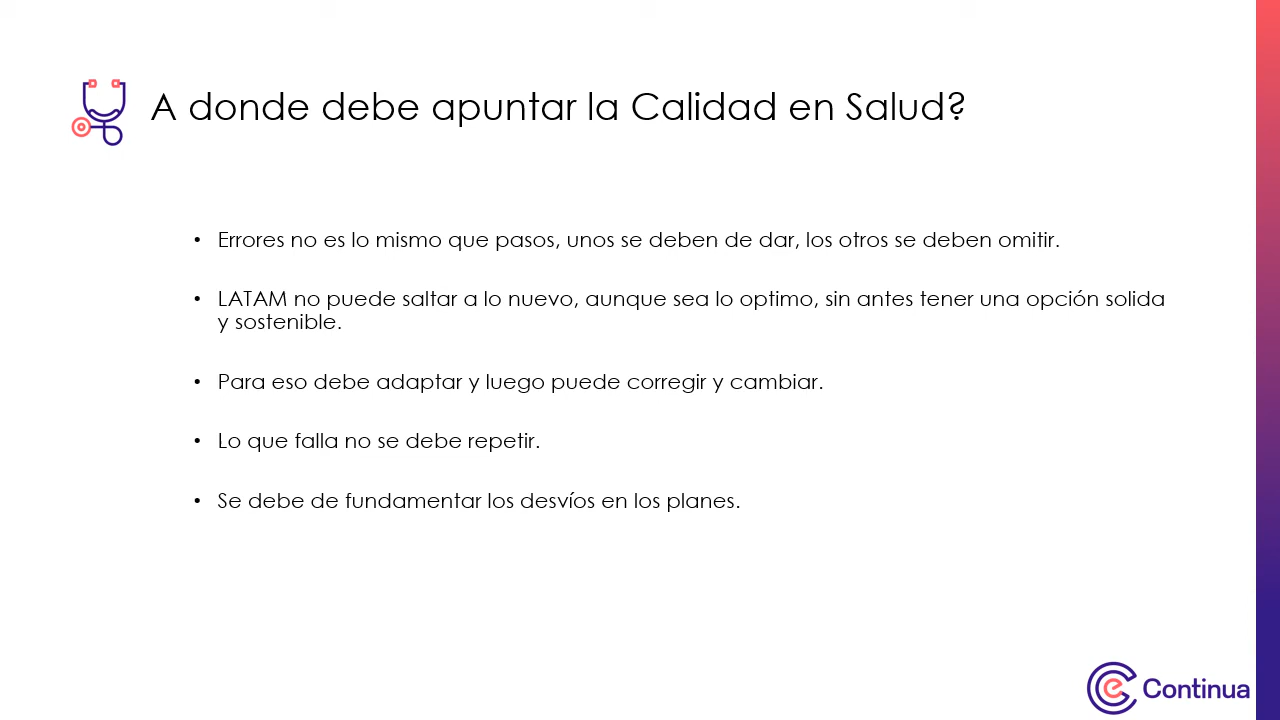 A donde debe apuntar la Calidad en Salud?
• Errores no es lo mismo que pasos, unos se deben de dar, los otros se deben omitir.
• LATAM no puede saltar a lo nuevo, aunque sea lo optimo, sin antes tener una opción solida
y sostenible.
• Para eso debe adaptar y luego puede corregir y cambiar.
• Lo que falla no se debe repetir.
• Se debe de fundamentar los desvíos en los planes.
Continua